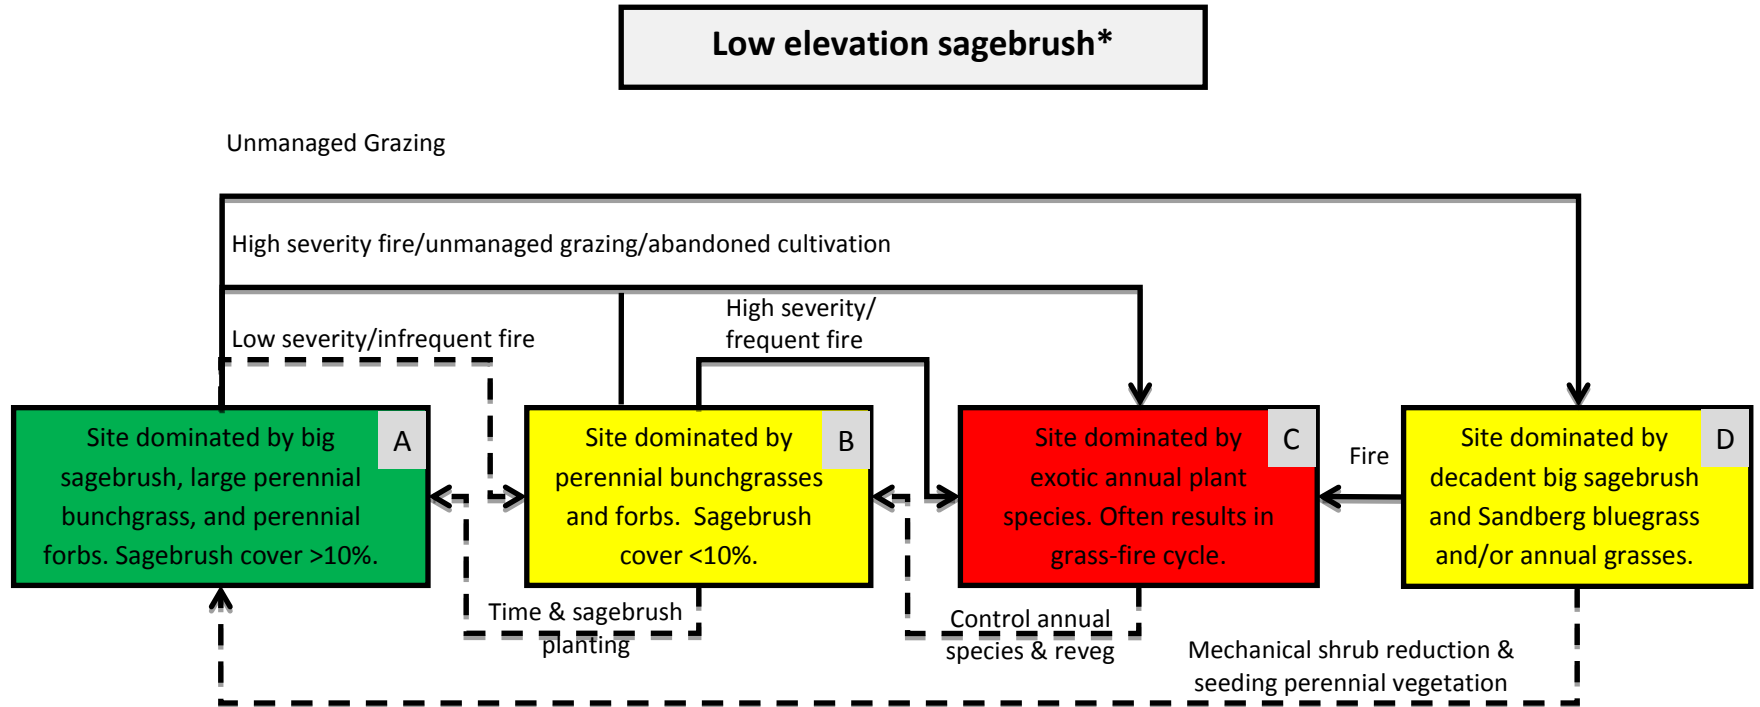 Low elevation sagebrush*
Unmanaged Grazing
High severity fire/unmanaged grazing/abandoned cultivation
High severity/
frequent fire
Low severity/infrequent fire
Site dominated by big
sagebrush, large perennial
bunchgrass, and perennial
forbs. Sagebrush cover >10%.
A
Site dominated by
perennial bunchgrasses
and forbs.  Sagebrush
cover <10%.
B
Site dominated by
exotic annual plant
species. Often results in
grass-fire cycle.
C
Fire
Site dominated by
decadent big sagebrush
and Sandberg bluegrass
and/or annual grasses.
D
Time & sagebrush
planting
Control annual
species & reveg
Mechanical shrub reduction &
seeding perennial vegetation